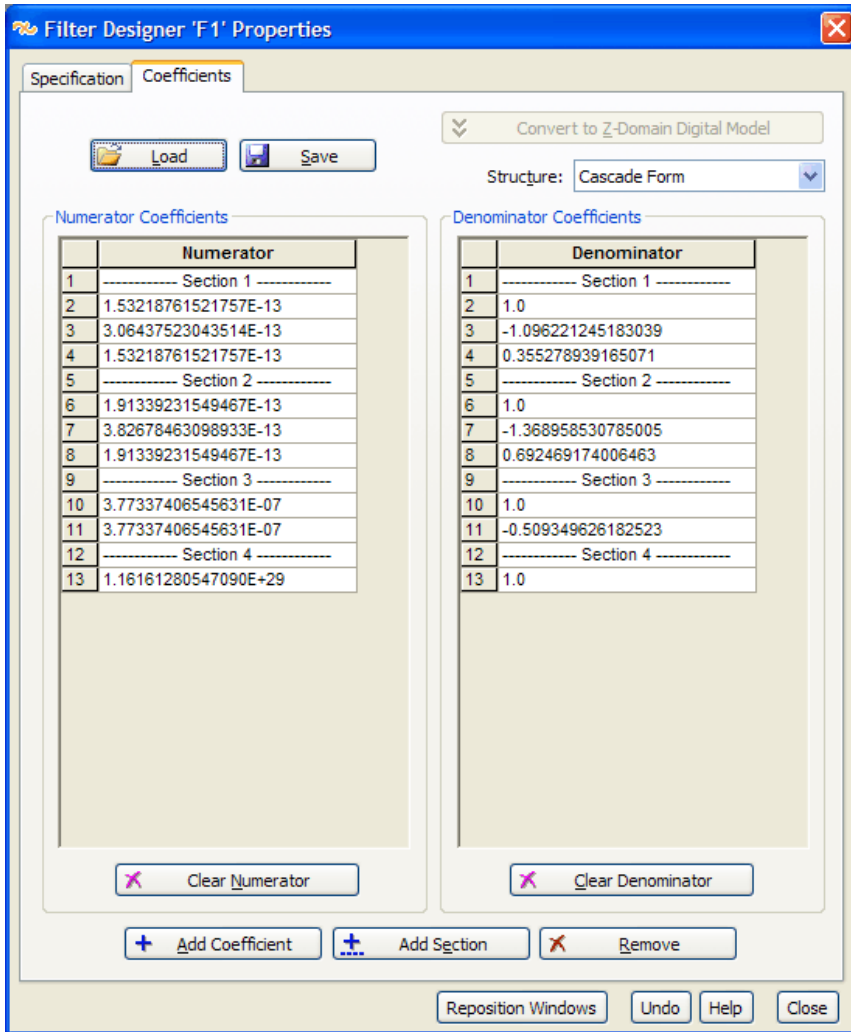 Filter Designer 'F1' Properties
Specification
Coefficients
Convert to Z-Domain Digital Model
Load
Save
Structure:
Cascade Form
Numerator Coefficients
Numerator
1 ------------ Section 1 ------------
2 1.53218761521757E-13
3 3.06437523043514E-13
4 1.53218761521757E-13
5 ------------ Section 2 ------------
6 1.91339231549467E-13
7 3.82678463098933E-13
8 1.91339231549467E-13
9 ------------ Section 3 ------------
10 3.77337406545631E-07
11 3.77337406545631E-07
12 ------------ Section 4 ------------
13 1.16161280547090E+29
Clear Numerator
Denominator Coefficients
Denominator
1 ------------ Section 1 ------------
2 1.0
3 -1.096221245183039
4 0.355278939165071
5 ------------ Section 2 ------------
6 1.0
7 -1.368958530785005
8 0.692469174006463
9 ------------ Section 3 ------------
10 1.0
11 -0.509349626182523
12 ------------ Section 4 ------------
13 1.0
Clear Denominator
Add Coefficient
Add Section
Remove
Reposition Windows
Undo
Help
Close